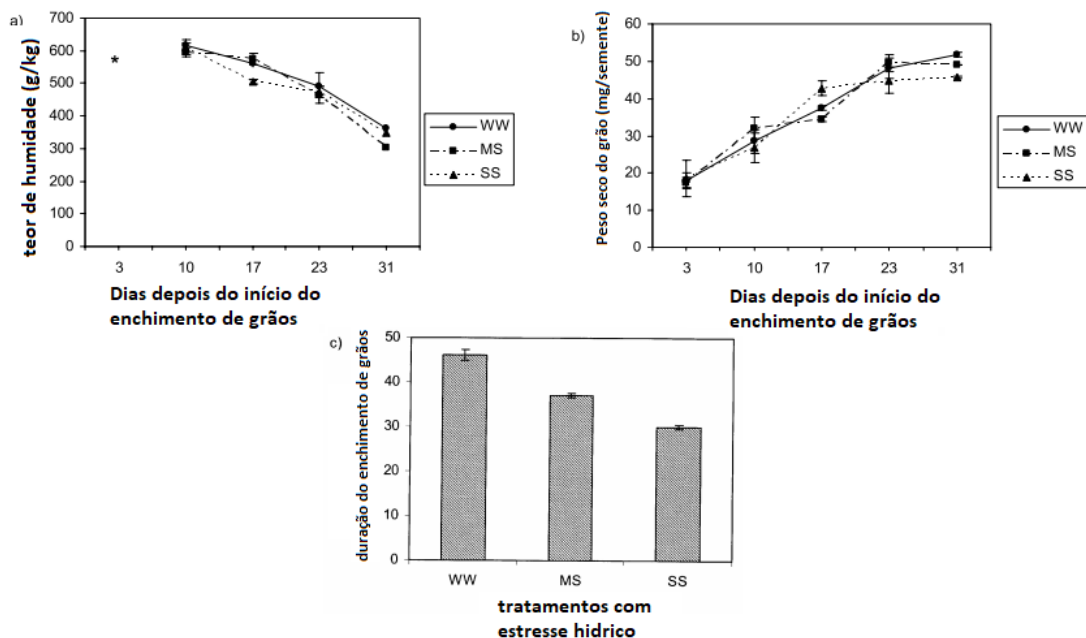 a)
teor de humidade (g/kg)
700
600
500
400
300
200
100
0
*
3 10 17 23 31
Dias depois do início do
enchimento de grãos
WW
MS
SS
b)
Peso seco do grão (mg/semente)
60
50
40
30
20
10
0
3 10 17 23 31
Dias depois do início do
enchimento de grãos
WW
MS
SS
c)
duração do enchimento de grãos
50
40
30
20
10
0
WW MS SS
tratamentos com
estresse hidrico